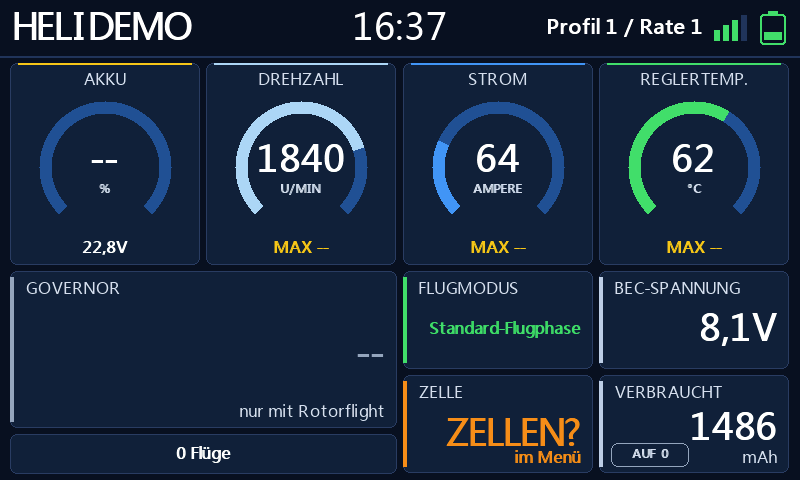 HELI DEMO
16:37
Profil 1 / Rate 1
AKKU
--
%
22,8V
DREHZAHL
1840
U/MIN
MAX --
STROM
64
AMPERE
MAX --
REGLERTEMP.
62
°C
MAX --
GOVERNOR
--
nur mit Rotorflight
0 Flüge
FLUGMODUS
Standard-Flugphase
BEC-SPANNUNG
8,1V
ZELLE
ZELLEN?
im Menü
VERBRAUCHT
1486
AUF 0
mAh